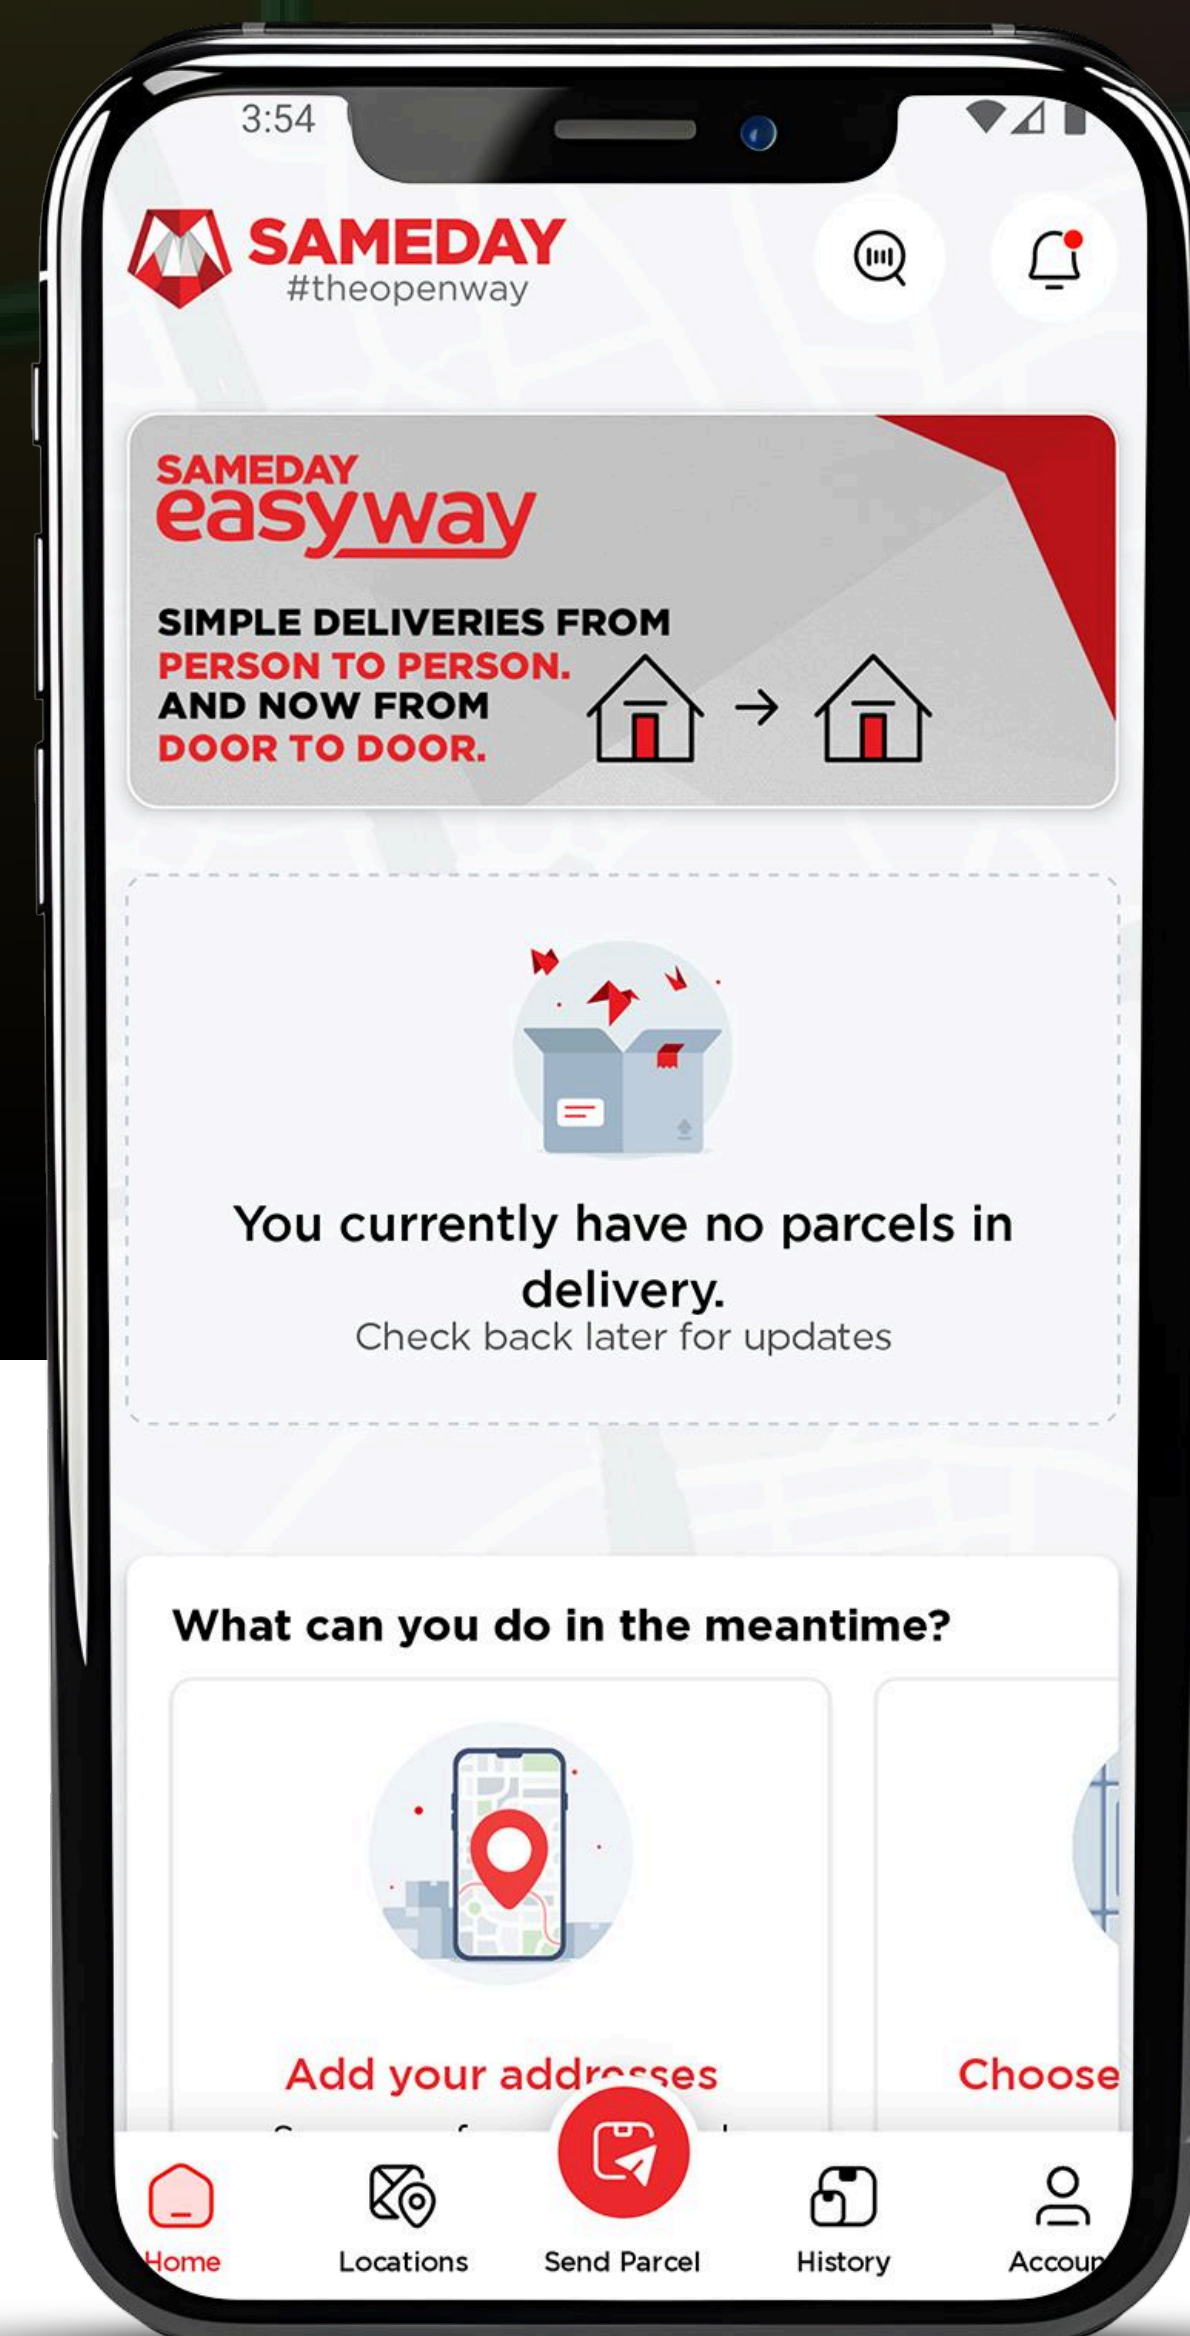 3:54
SAMEDAY
#theopenway
SAMEDAY
easyway
SIMPLE DELIVERIES FROM
PERSON TO PERSON.
AND NOW FROM
DOOR TO DOOR.
You currently have no parcels in
delivery.
Check back later for updates
What can you do in the meantime?
Add your addresses
Choose
Home
Locations
Send Parcel
History
Accoun